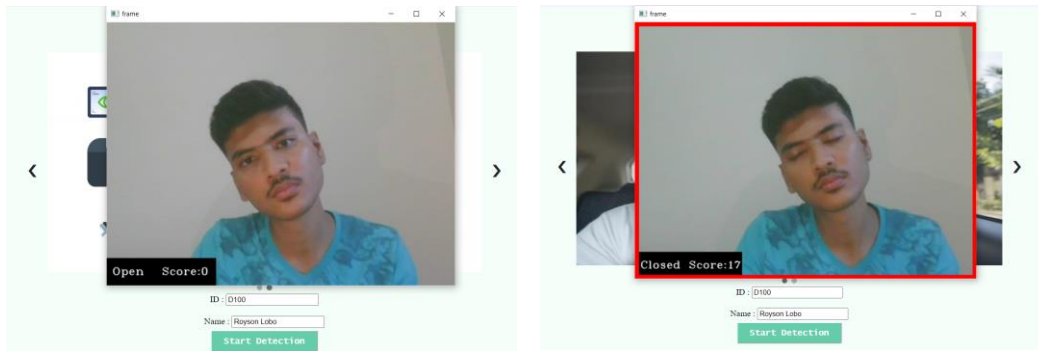 frame
Open Score:0
ID : D100
Name : Royson Lobo
Start Detection
frame
Closed Score:17
ID : D100
Name : Royson Lobo
Start Detection